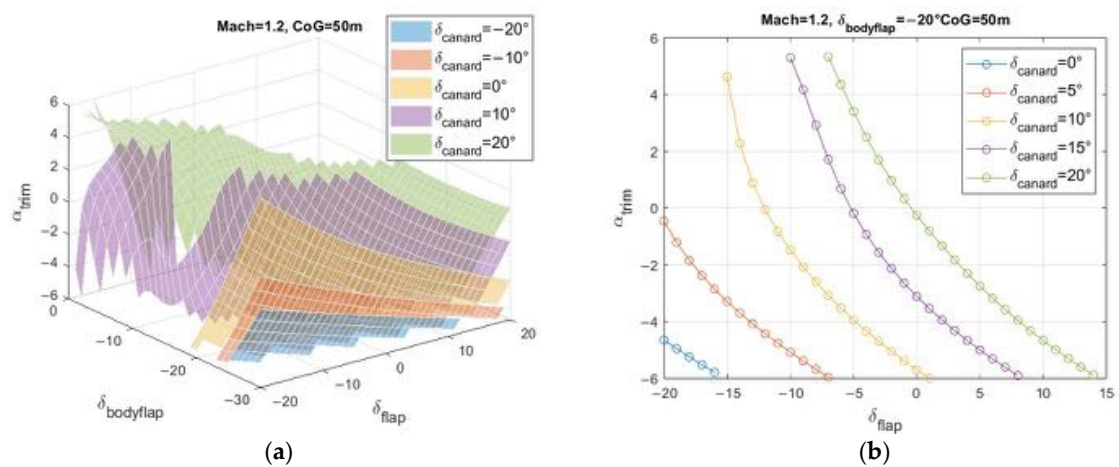 Mach=1.2, CoG=50m
δcanard=−20°
δcanard=−10°
δcanard=0°
δcanard=10°
δcanard=20°
6
4
2
0
−2
−4
−6
αtrim
0
−10
−20
−30
δbodyflap
−20
−10
0
10
20
δflap
(a)
Mach=1.2, δbodyflap=−20°CoG=50m
δcanard=0°
δcanard=5°
δcanard=10°
δcanard=15°
δcanard=20°
6
4
2
0
−2
−4
−6
αtrim
−20
−15
−10
−5
0
5
10
15
δflap
(b)